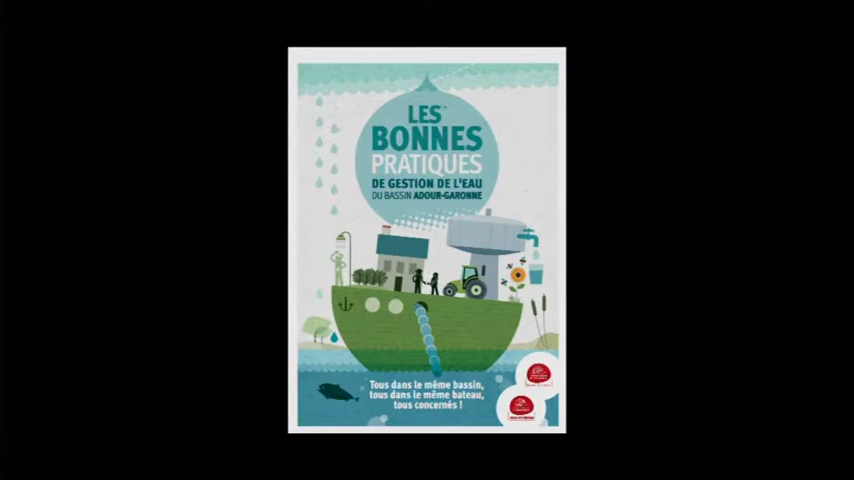 LES
BONNES
PRATIQUES
DE GESTION DE L'EAU
DU BASSIN ADOUR-GARONNE
Tous dans le même bassin,
tous dans le même bateau,
tous concernés !